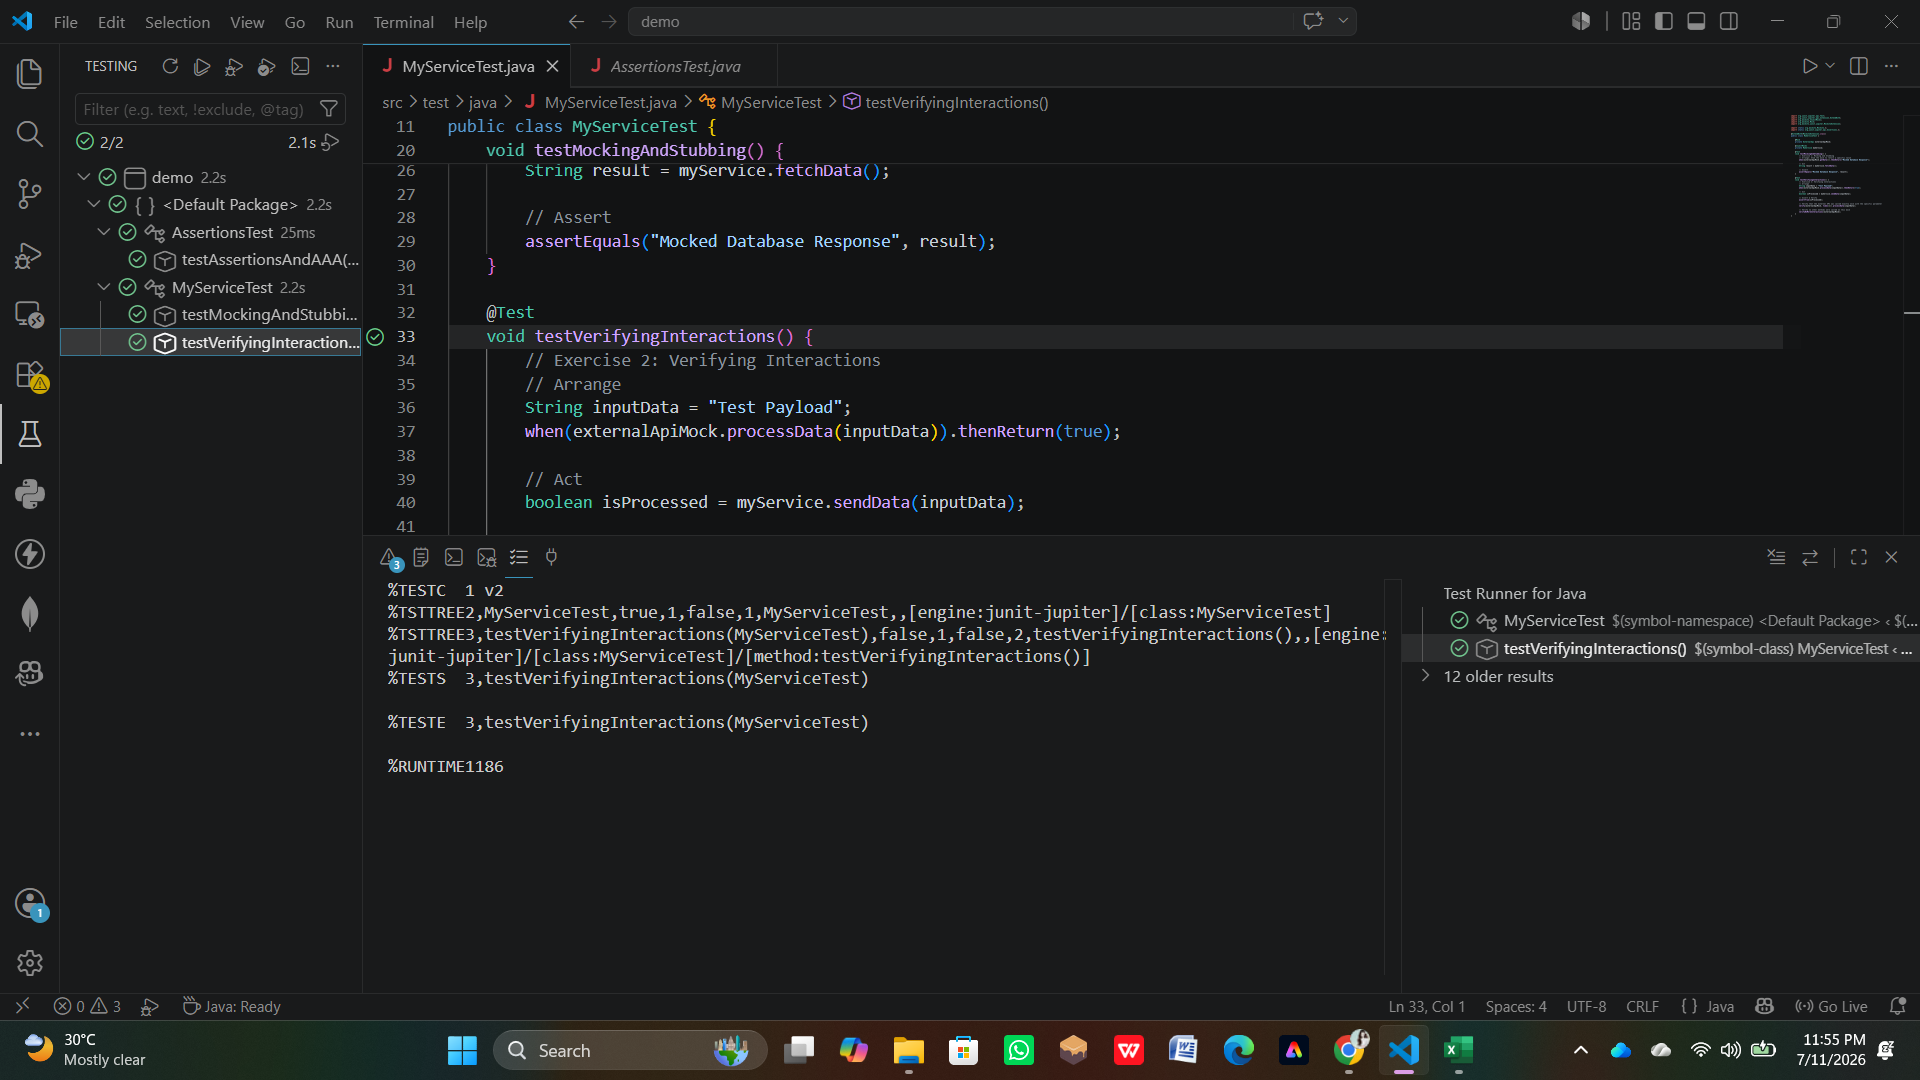 File Edit Selection View Go Run Terminal Help
demo
TESTING
Filter (e.g. text, !exclude, @tag)
2/2 2.1s
demo 2.2s
{ } <Default Package> 2.2s
AssertionsTest 25ms
testAssertionsAndAAA(...
MyServiceTest 2.2s
testMockingAndStubbi...
testVerifyingInteraction...
J MyServiceTest.java
J AssertionsTest.java
src > test > java > J MyServiceTest.java > MyServiceTest > testVerifyingInteractions()
11 public class MyServiceTest {
20 void testMockingAndStubbing() {
26 String result = myService.fetchData();
27
28 // Assert
29 assertEquals("Mocked Database Response", result);
30 }
31
32 @Test
33 void testVerifyingInteractions() {
34 // Exercise 2: Verifying Interactions
35 // Arrange
36 String inputData = "Test Payload";
37 when(externalApiMock.processData(inputData)).thenReturn(true);
38
39 // Act
40 boolean isProcessed = myService.sendData(inputData);
41
3
%TESTC 1 v2
%TSTTREE2,MyServiceTest,true,1,false,1,MyServiceTest,,[engine:junit-jupiter]/[class:MyServiceTest]
%TSTTREE3,testVerifyingInteractions(MyServiceTest),false,1,false,2,testVerifyingInteractions(),,[engine:
junit-jupiter]/[class:MyServiceTest]/[method:testVerifyingInteractions()]
%TESTS 3,testVerifyingInteractions(MyServiceTest)
%TESTE 3,testVerifyingInteractions(MyServiceTest)
%RUNTIME1186
Test Runner for Java
MyServiceTest $(symbol-namespace) <Default Package> < $(...
testVerifyingInteractions() $(symbol-class) MyServiceTest < ...
12 older results
1
0 3 Java: Ready
Ln 33, Col 1 Spaces: 4 UTF-8 CRLF { } Java Go Live
30°C
Mostly clear
Search
11:55 PM
7/11/2026